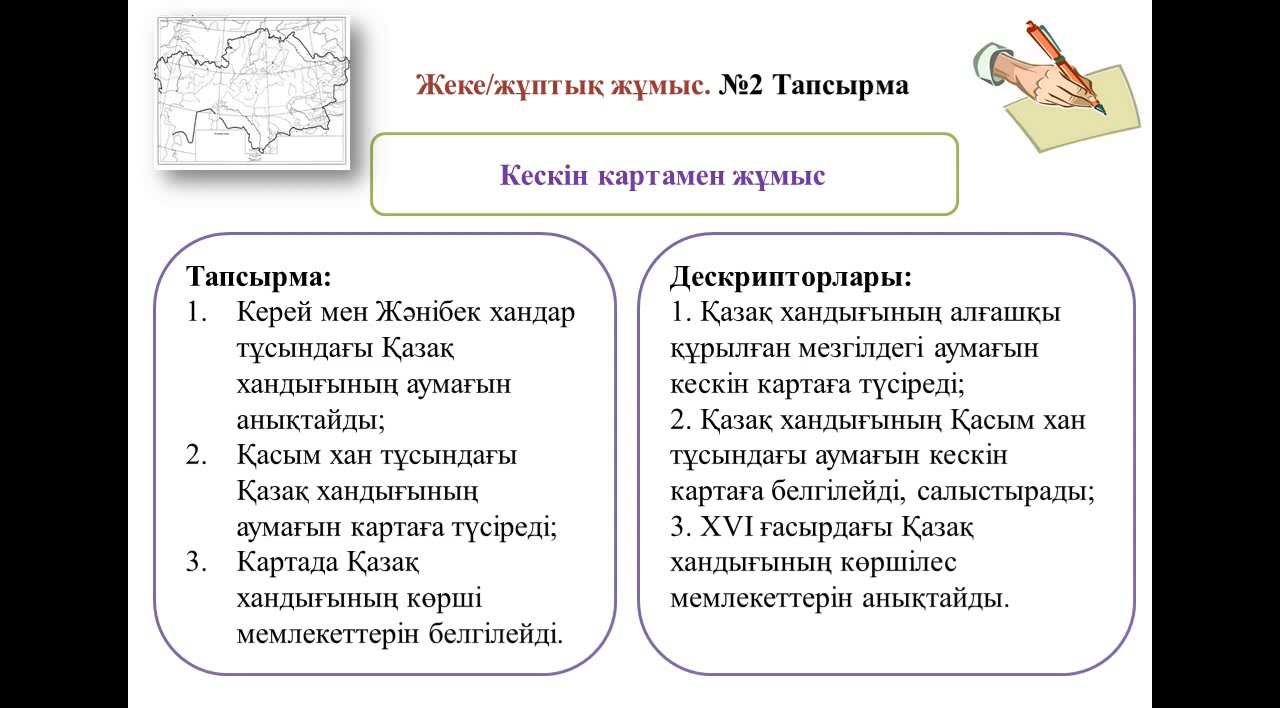 Жеке/жұптық жұмыс. №2 Тапсырма
Кескін картамен жұмыс
Тапсырма:
1. Керей мен Жәнібек хандар
тұсындағы Қазақ
хандығының аумағын
анықтайды;
2. Қасым хан тұсындағы
Қазақ хандығының
аумағын картаға түсіреді;
3. Картада Қазақ
хандығының көрші
мемлекеттерін белгілейді.
Дескрипторлары:
1. Қазақ хандығының алғашқы
құрылған мезгілдегі аумағын
кескін картаға түсіреді;
2. Қазақ хандығының Қасым хан
тұсындағы аумағын кескін
картаға белгілейді, салыстырады;
3. XVI ғасырдағы Қазақ
хандығының көршілес
мемлекеттерін анықтайды.